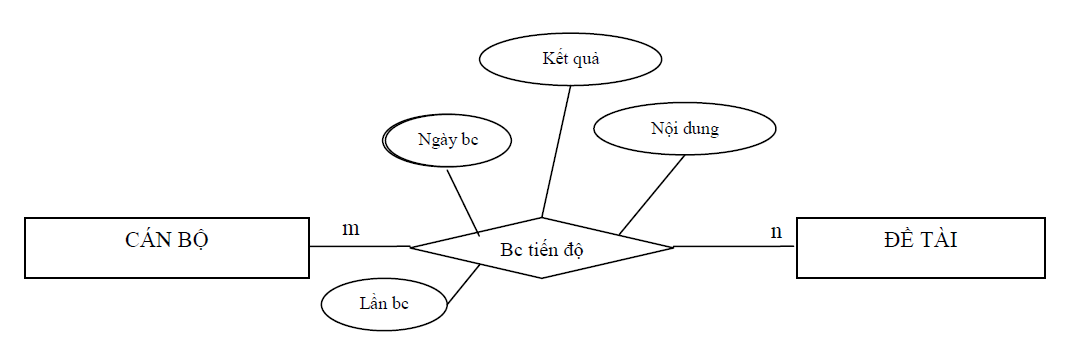 Kết quả
Nội dung
Ngày bc
CÁN BỘ
m
Bc tiến độ
n
ĐỀ TÀI
Lần bc